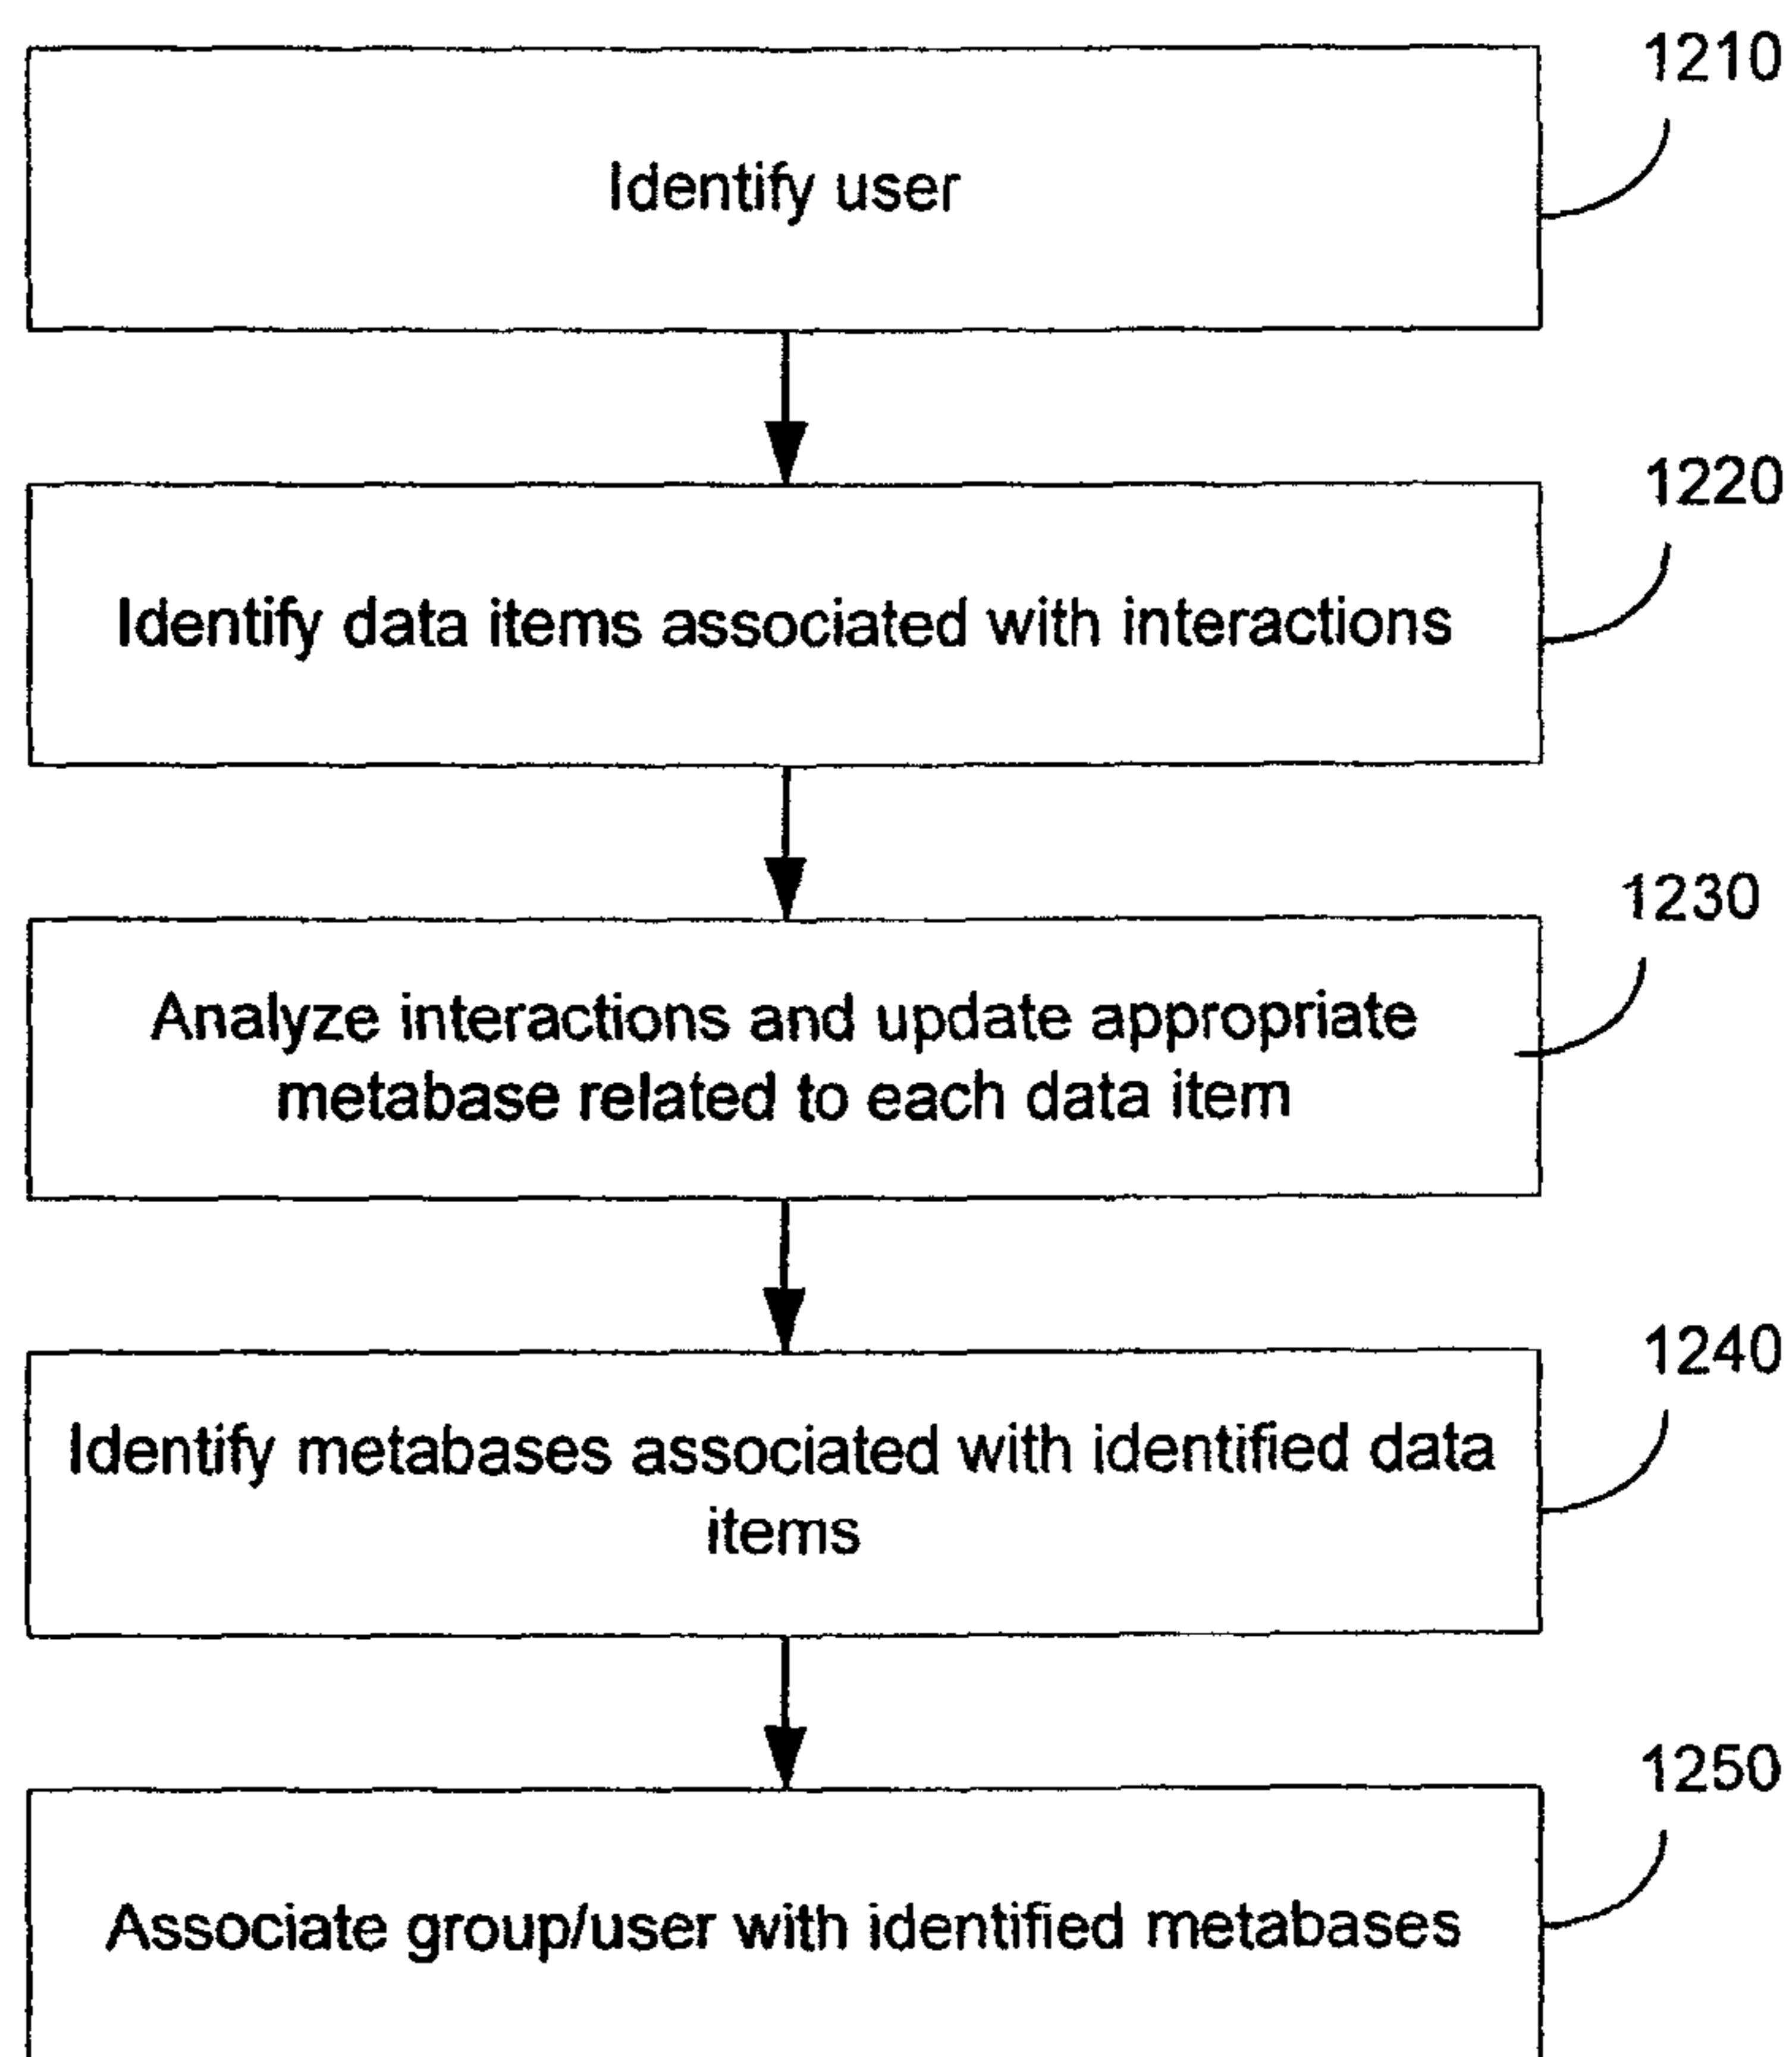 1210
Identify user
1220
Identify data items associated with interactions
1230
Analyze interactions and update appropriate
metabase related to each data item
1240
Identify metabases associated with identified data
items
1250
Associate group/user with identified metabases